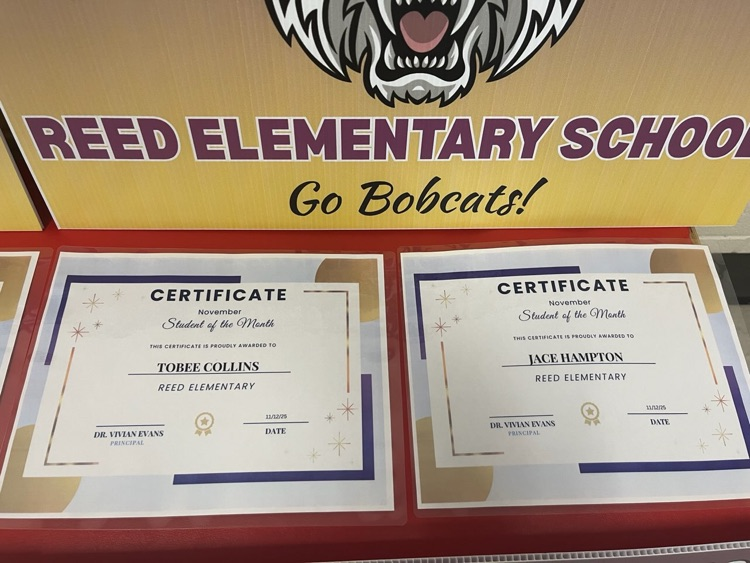 REED ELEMENTARY SCHOOL
Go Bobcats!
CERTIFICATE
November
Student of the Month
THIS CERTIFICATE IS PROUDLY AWARDED TO
TOBEE COLLINS
REED ELEMENTARY
DR. VIVIAN EVANS
PRINCIPAL
11/12/25
DATE
CERTIFICATE
November
Student of the Month
THIS CERTIFICATE IS PROUDLY AWARDED TO
JACE HAMPTON
REED ELEMENTARY
DR. VIVIAN EVANS
PRINCIPAL
11/12/25
DATE